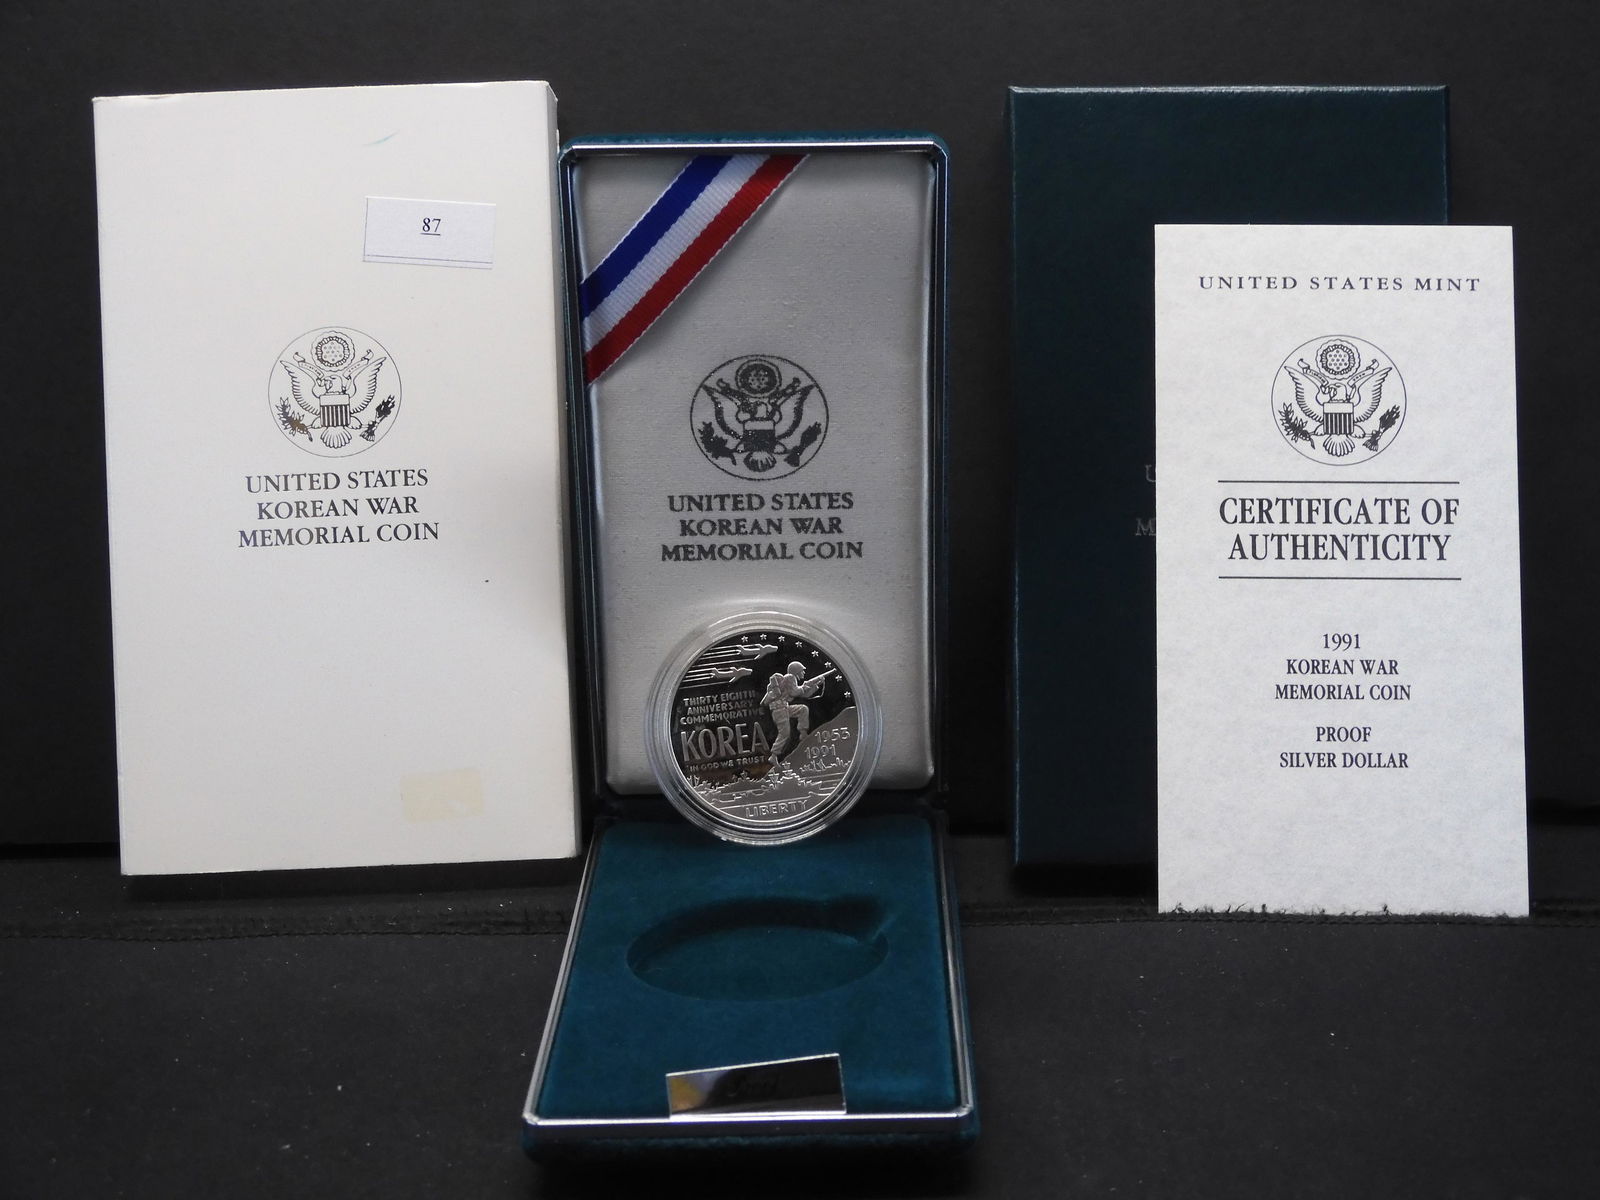 87
UNITED STATES
KOREAN WAR
MEMORIAL COIN
UNITED STATES
KOREAN WAR
MEMORIAL COIN
THIRTY EIGHTH
ANNIVERSARY
COMMEMORATIVE
KOREA
IN GOD WE TRUST
1953
1991
LIBERTY
Proof
U
M
UNITED STATES MINT
CERTIFICATE OF
AUTHENTICITY
1991
KOREAN WAR
MEMORIAL COIN
PROOF
SILVER DOLLAR